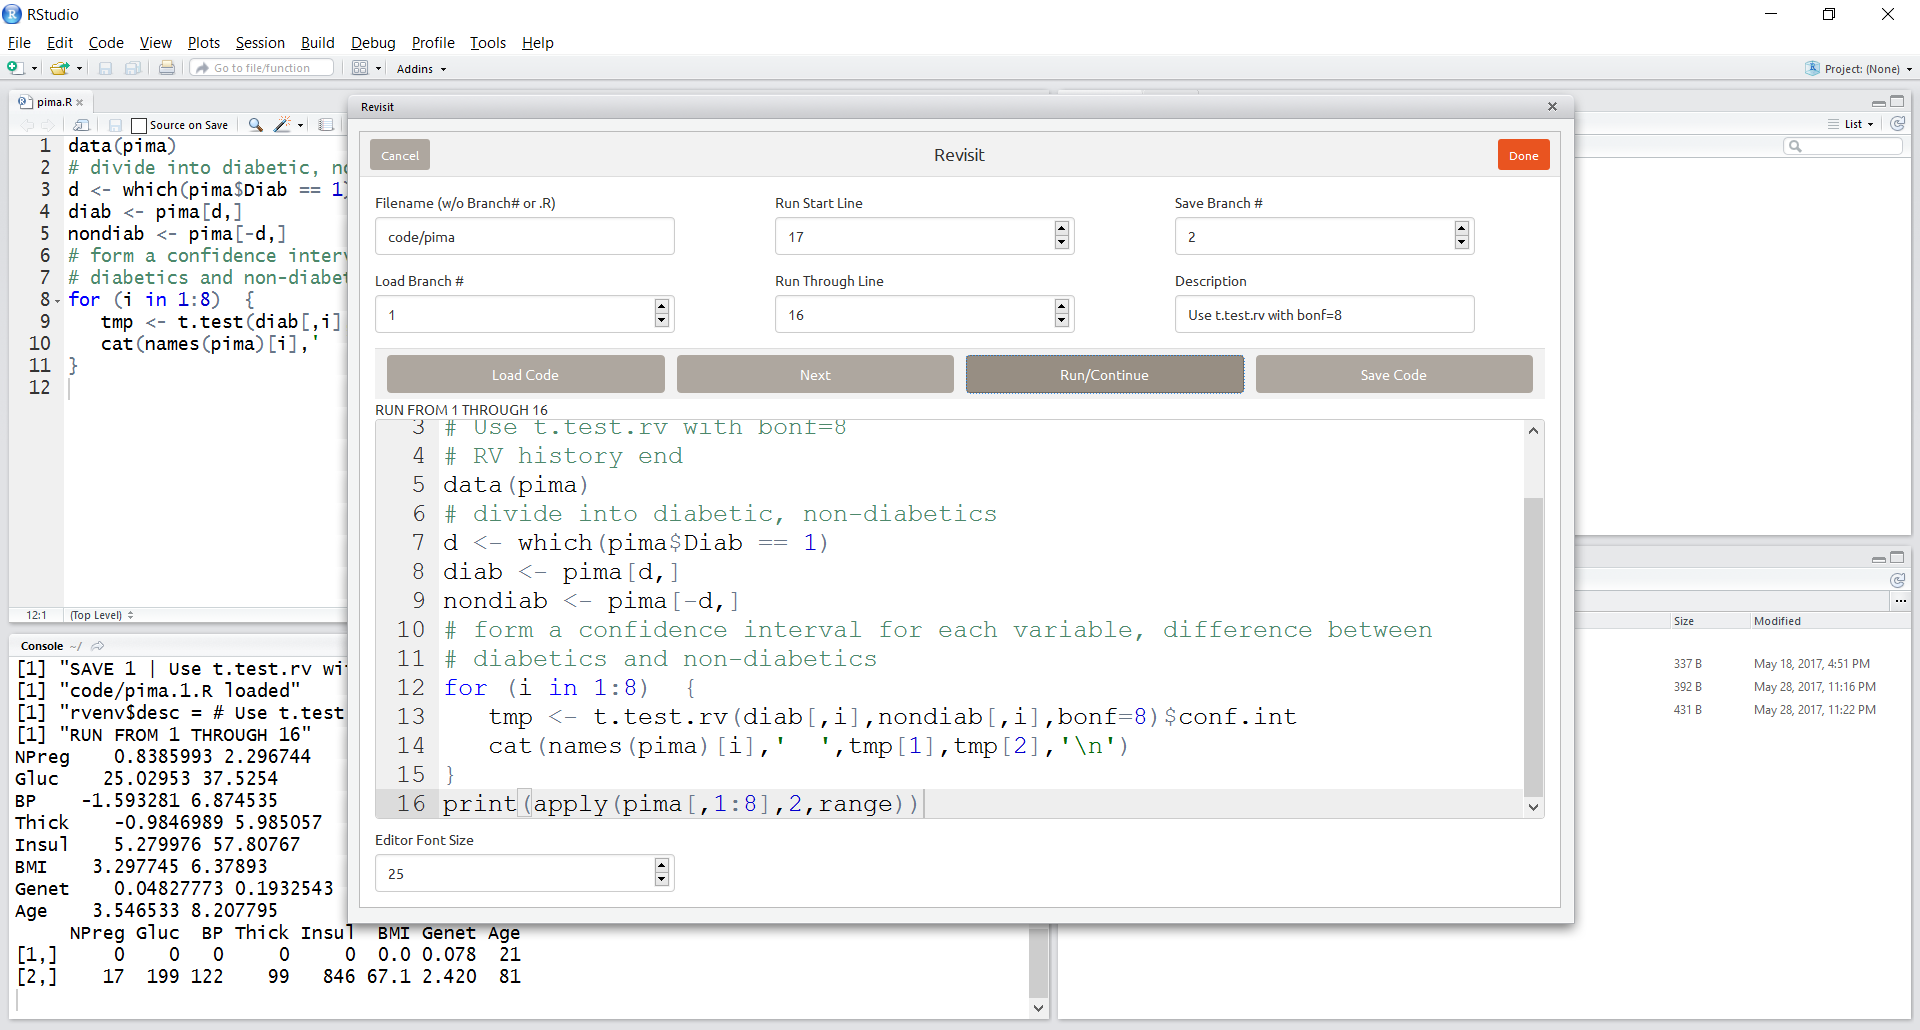 RStudio
File Edit Code View Plots Session Build Debug Profile Tools Help
Go to file/function
Addins
Project: (None)
pima.R
Source on Save
1 data(pima)
2 # divide into diabetic, no
3 d <- which(pima$Diab == 1)
4 diab <- pima[d,]
5 nondiab <- pima[-d,]
6 # form a confidence interv
7 # diabetics and non-diabet
8 for (i in 1:8)  {
9    tmp <- t.test(diab[,i]
10    cat(names(pima)[i],'
11 }
12
12:1 (Top Level)
Console ~/
[1] "SAVE 1 | Use t.test.rv wi
[1] "code/pima.1.R loaded"
[1] "rvenv$desc = # Use t.test
[1] "RUN FROM 1 THROUGH 16"
NPreg    0.8385993 2.296744
Gluc    25.02953 37.5254
BP    -1.593281 6.874535
Thick    -0.9846989 5.985057
Insul    5.279976 57.80767
BMI    3.297745 6.37893
Genet    0.04827773 0.1932543
Age    3.546533 8.207795
     NPreg Gluc  BP Thick Insul  BMI Genet Age
[1,]     0    0   0     0     0  0.0 0.078  21
[2,]    17  199 122    99   846 67.1 2.420  81
Revisit
Cancel
Revisit
Done
Filename (w/o Branch# or .R)
code/pima
Run Start Line
17
Save Branch #
2
Load Branch #
1
Run Through Line
16
Description
Use t.test.rv with bonf=8
Load Code
Next
Run/Continue
Save Code
RUN FROM 1 THROUGH 16
3 # Use t.test.rv with bonf=8
4 # RV history end
5 data(pima)
6 # divide into diabetic, non-diabetics
7 d <- which(pima$Diab == 1)
8 diab <- pima[d,]
9 nondiab <- pima[-d,]
10 # form a confidence interval for each variable, difference between
11 # diabetics and non-diabetics
12 for (i in 1:8)  {
13    tmp <- t.test.rv(diab[,i],nondiab[,i],bonf=8)$conf.int
14    cat(names(pima)[i],'  ',tmp[1],tmp[2],'\n')
15 }
16 print(apply(pima[,1:8],2,range))
Editor Font Size
25
List
Size Modified
337 B May 18, 2017, 4:51 PM
392 B May 28, 2017, 11:16 PM
431 B May 28, 2017, 11:22 PM